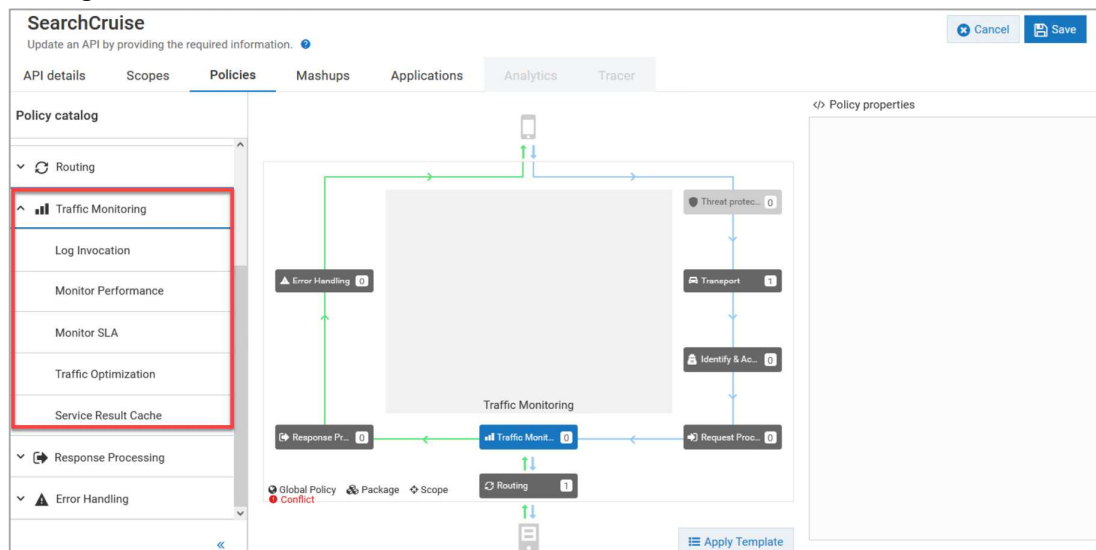 SearchCruise
Update an API by providing the required information.
Cancel
Save
API details
Scopes
Policies
Mashups
Applications
Analytics
Tracer
Policy catalog
Routing
Traffic Monitoring
Log Invocation
Monitor Performance
Monitor SLA
Traffic Optimization
Service Result Cache
Response Processing
Error Handling
«
Threat protec... 0
Error Handling 0
Transport 1
Identify & Ac... 0
Traffic Monitoring
Response Pr... 0
Traffic Monit... 0
Request Proc... 0
Routing 1
Global Policy Package Scope
Conflict
Apply Template
</> Policy properties